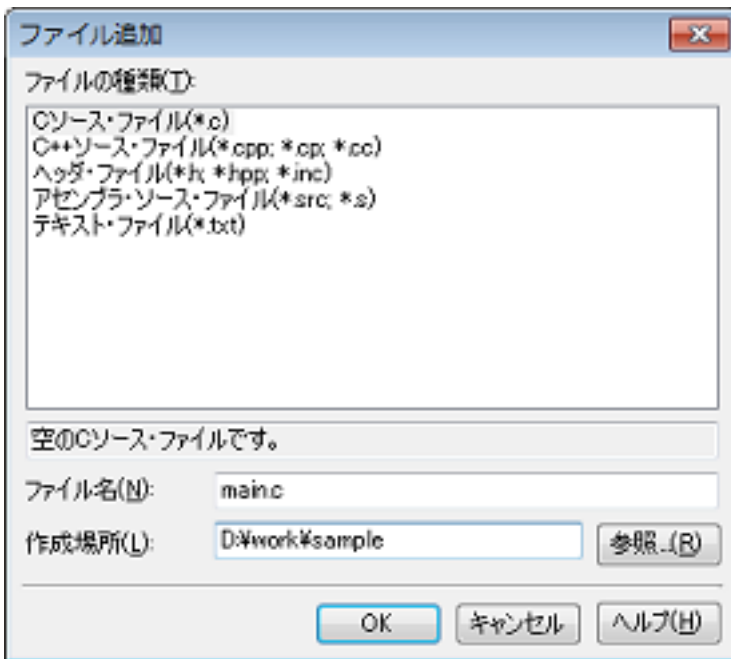 ファイル追加
ファイルの種類(T):
Cソース・ファイル(*.c)
C++ソース・ファイル(*.cpp; *.cp; *.cc)
ヘッダ・ファイル(*.h; *.hpp; *.inc)
アセンブラ・ソース・ファイル(*.src; *.s)
テキスト・ファイル(*.txt)
空のCソース・ファイルです。
ファイル名(N): main.c
作成場所(L): D:¥work¥sample 参照...(R)
OK キャンセル ヘルプ(H)